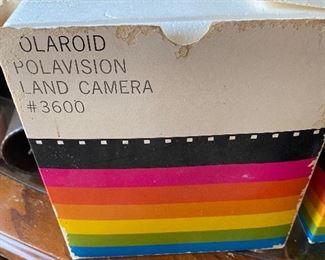 OLAROID
POLAVISION
LAND CAMERA
#3600